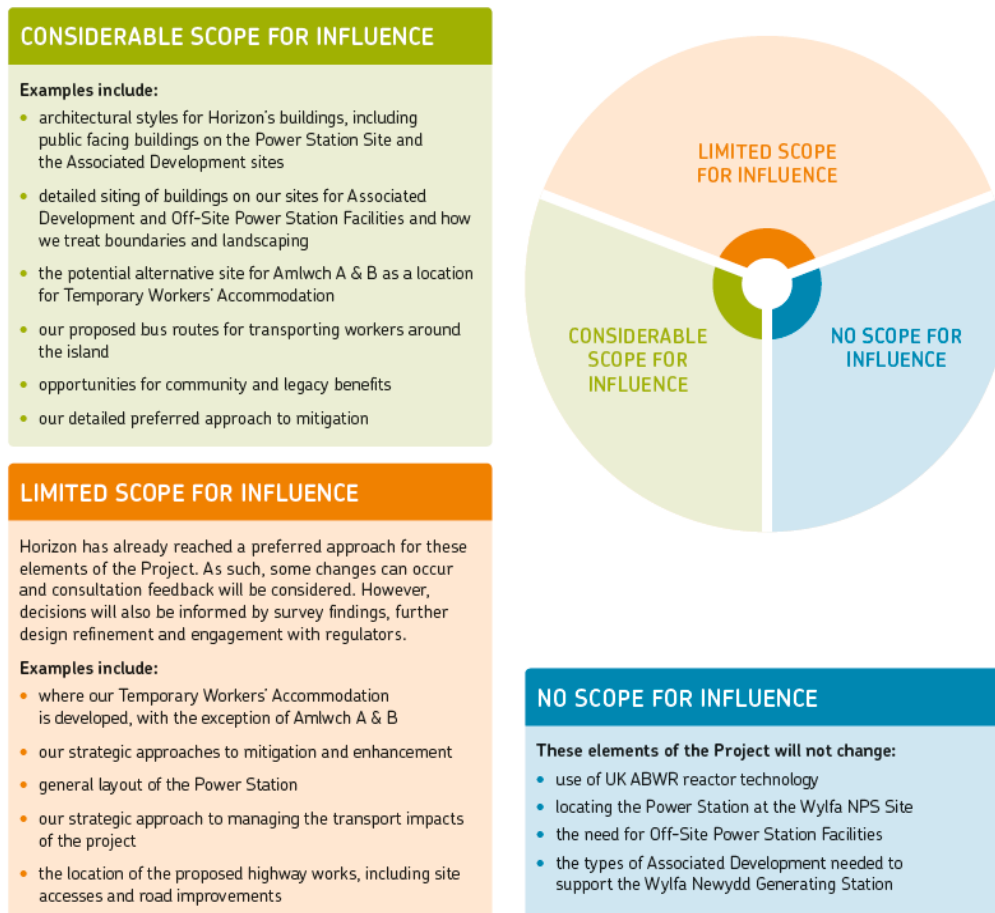 CONSIDERABLE SCOPE FOR INFLUENCE
Examples include:
• architectural styles for Horizon's buildings, including
public facing buildings on the Power Station Site and
the Associated Development sites
• detailed siting of buildings on our sites for Associated
Development and Off-Site Power Station Facilities and how
we treat boundaries and landscaping
• the potential alternative site for Amlwch A & B as a location
for Temporary Workers' Accommodation
• our proposed bus routes for transporting workers around
the island
• opportunities for community and legacy benefits
• our detailed preferred approach to mitigation
LIMITED SCOPE FOR INFLUENCE
Horizon has already reached a preferred approach for these
elements of the Project. As such, some changes can occur
and consultation feedback will be considered. However,
decisions will also be informed by survey findings, further
design refinement and engagement with regulators.
Examples include:
• where our Temporary Workers' Accommodation
is developed, with the exception of Amlwch A & B
• our strategic approaches to mitigation and enhancement
• general layout of the Power Station
• our strategic approach to managing the transport impacts
of the project
• the location of the proposed highway works, including site
accesses and road improvements
LIMITED SCOPE
FOR INFLUENCE
CONSIDERABLE
SCOPE FOR
INFLUENCE
NO SCOPE FOR
INFLUENCE
NO SCOPE FOR INFLUENCE
These elements of the Project will not change:
• use of UK ABWR reactor technology
• locating the Power Station at the Wylfa NPS Site
• the need for Off-Site Power Station Facilities
• the types of Associated Development needed to
support the Wylfa Newydd Generating Station